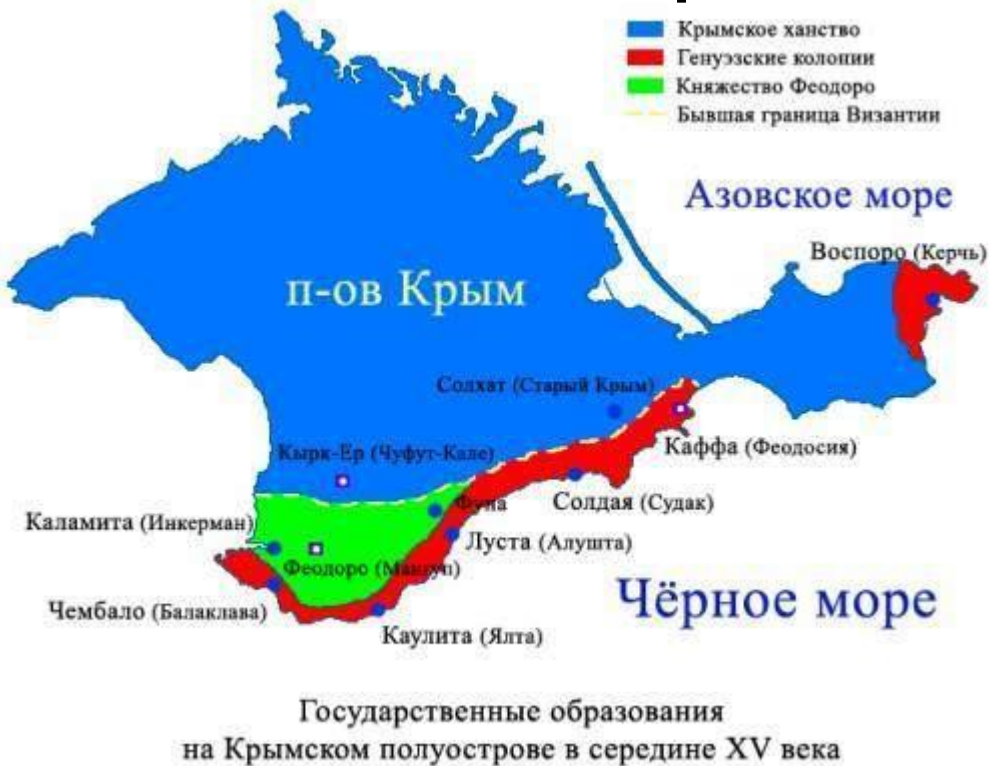 Крымское ханство
Генуэзские колонии
Княжество Феодоро
Бывшая граница Византии
Азовское море
Воспоро (Керчь)
п-ов Крым
Солхат (Старый Крым)
Каффа (Феодосия)
Кырк-Ер (Чуфут-Кале)
Солдая (Судак)
Фуна
Каламита (Инкерман)
Луста (Алушта)
Феодоро (Мангуп)
Чембало (Балаклава)
Чёрное море
Каулита (Ялта)
Государственные образования
на Крымском полуострове в середине XV века